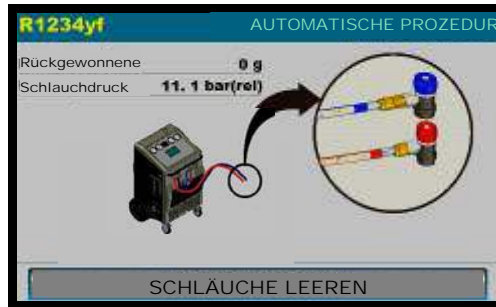 R1234yf AUTOMATISCHE PROZEDUR
Rückgewonnene 0 g
Schlauchdruck 11. 1 bar(rel)
SCHLÄUCHE LEEREN